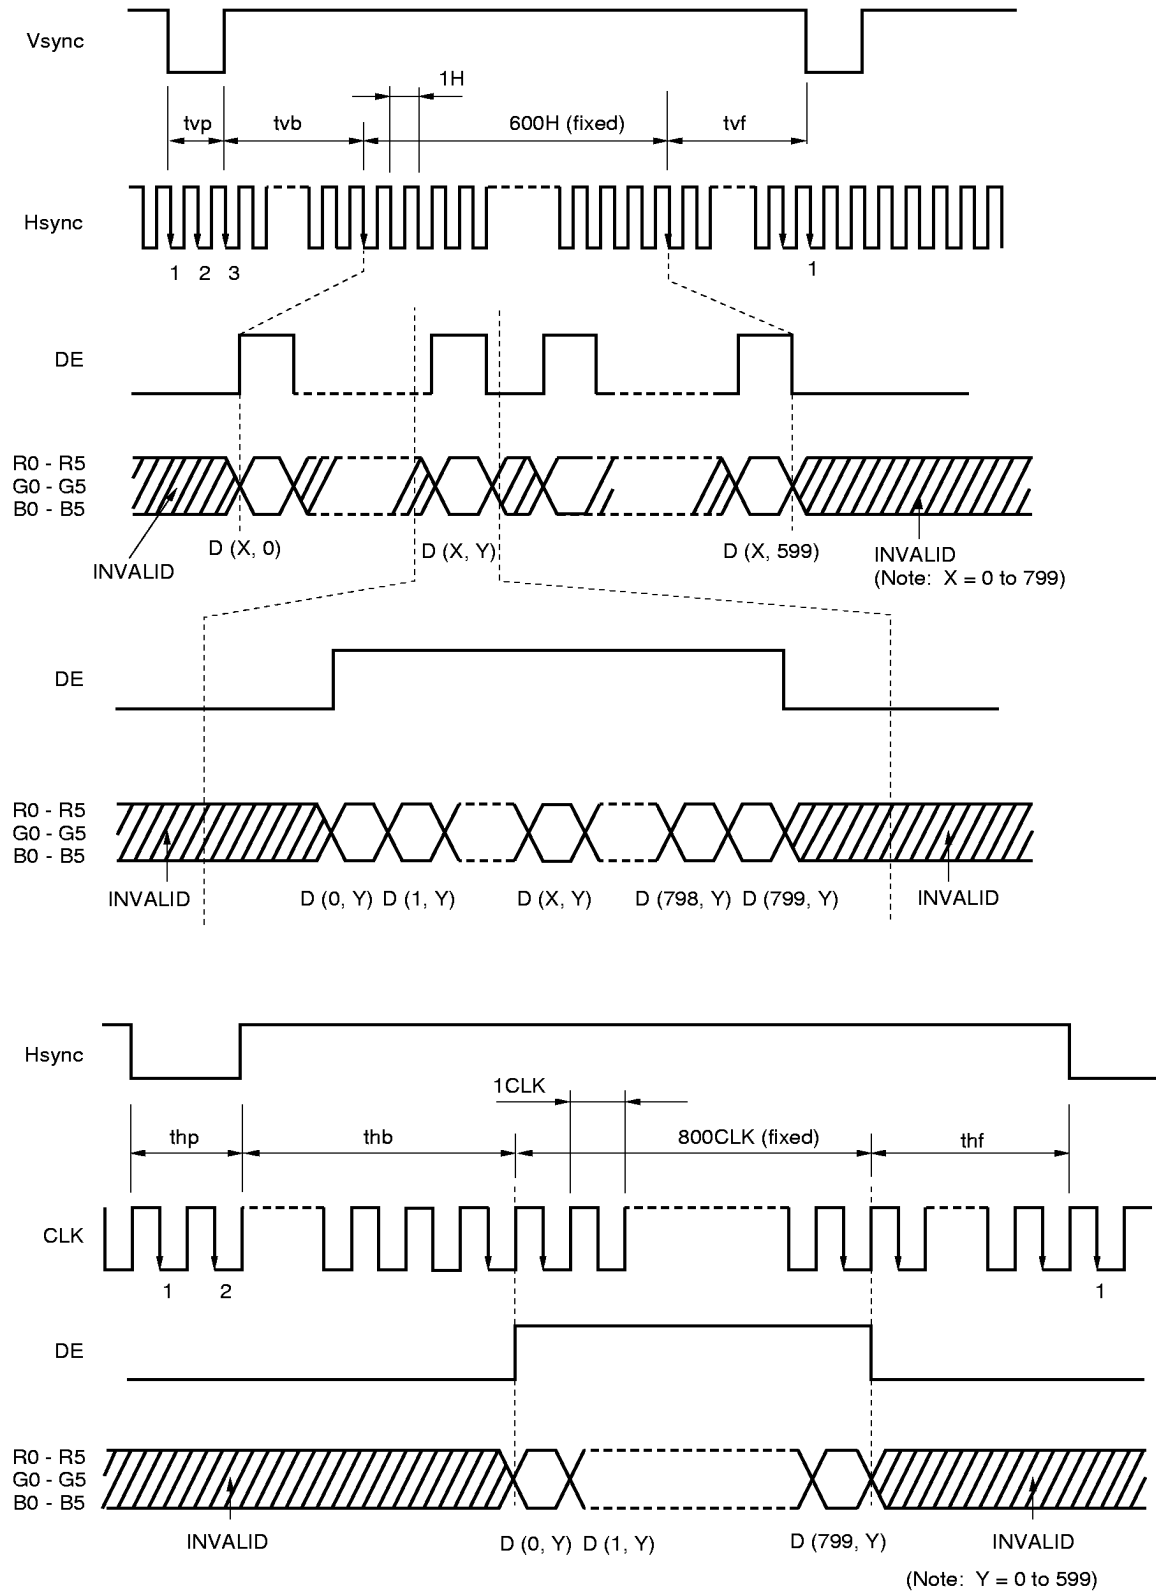 Vsync
1H
tvp tvb 600H (fixed) tvf
Hsync
1 2 3 1
DE
R0 - R5
G0 - G5
B0 - B5
D (X, 0) D (X, Y) D (X, 599)
INVALID INVALID
(Note: X = 0 to 799)
DE
R0 - R5
G0 - G5
B0 - B5
INVALID D (0, Y) D (1, Y) D (X, Y) D (798, Y) D (799, Y) INVALID
Hsync
1CLK
thp thb 800CLK (fixed) thf
CLK
1 2 1
DE
R0 - R5
G0 - G5
B0 - B5
INVALID D (0, Y) D (1, Y) D (799, Y) INVALID
(Note: Y = 0 to 599)